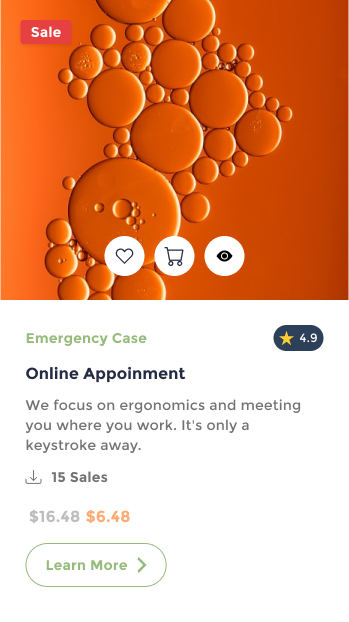 Sale
Emergency Case
4.9
Online Appoinment
We focus on ergonomics and meeting
you where you work. It's only a
keystroke away.
15 Sales
$16.48 $6.48
Learn More